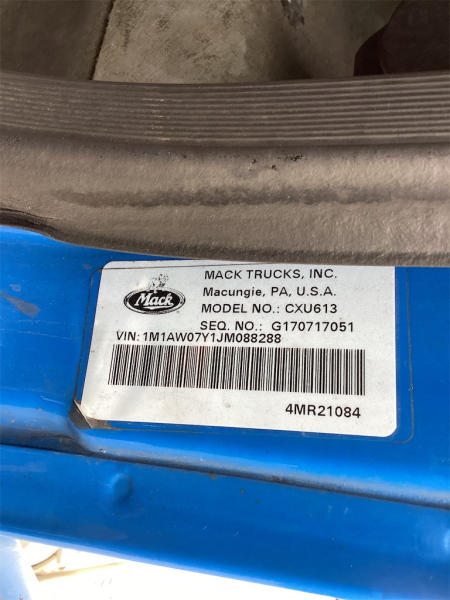 Mack
MACK TRUCKS, INC.
Macungie, PA, U.S.A.
MODEL NO.: CXU613
SEQ. NO.: G170717051
VIN: 1M1AW07Y1JM088288
4MR21084